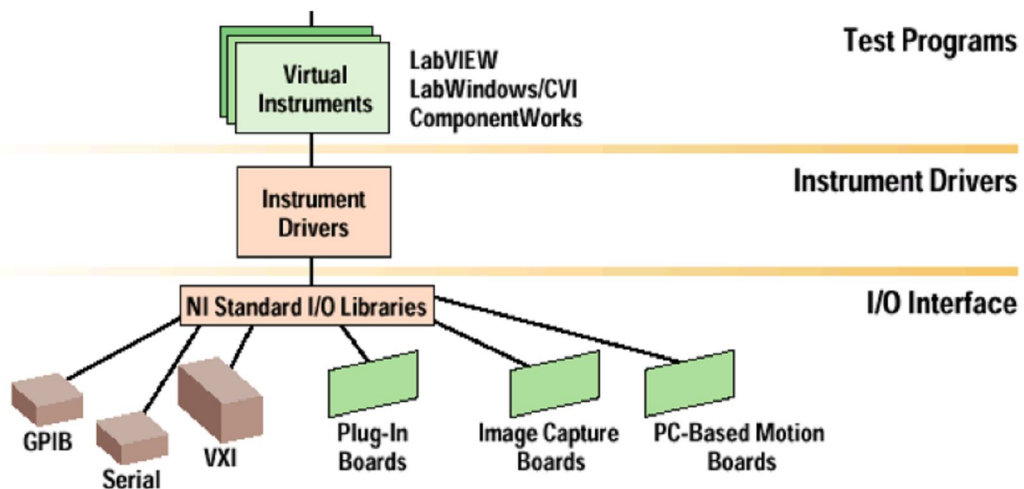 Test Programs
Virtual
Instruments
LabVIEW
LabWindows/CVI
ComponentWorks
Instrument Drivers
Instrument
Drivers
I/O Interface
NI Standard I/O Libraries
GPIB
Serial
VXI
Plug-In
Boards
Image Capture
Boards
PC-Based Motion
Boards